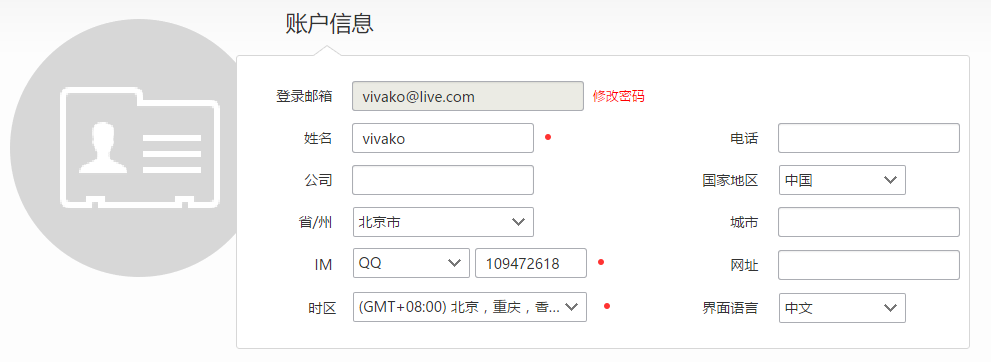 账户信息
登录邮箱 vivako@live.com 修改密码
姓名 vivako 电话
公司 国家地区 中国
省/州 北京市 城市
IM QQ 109472618 网址
时区 (GMT+08:00) 北京，重庆，香... 界面语言 中文